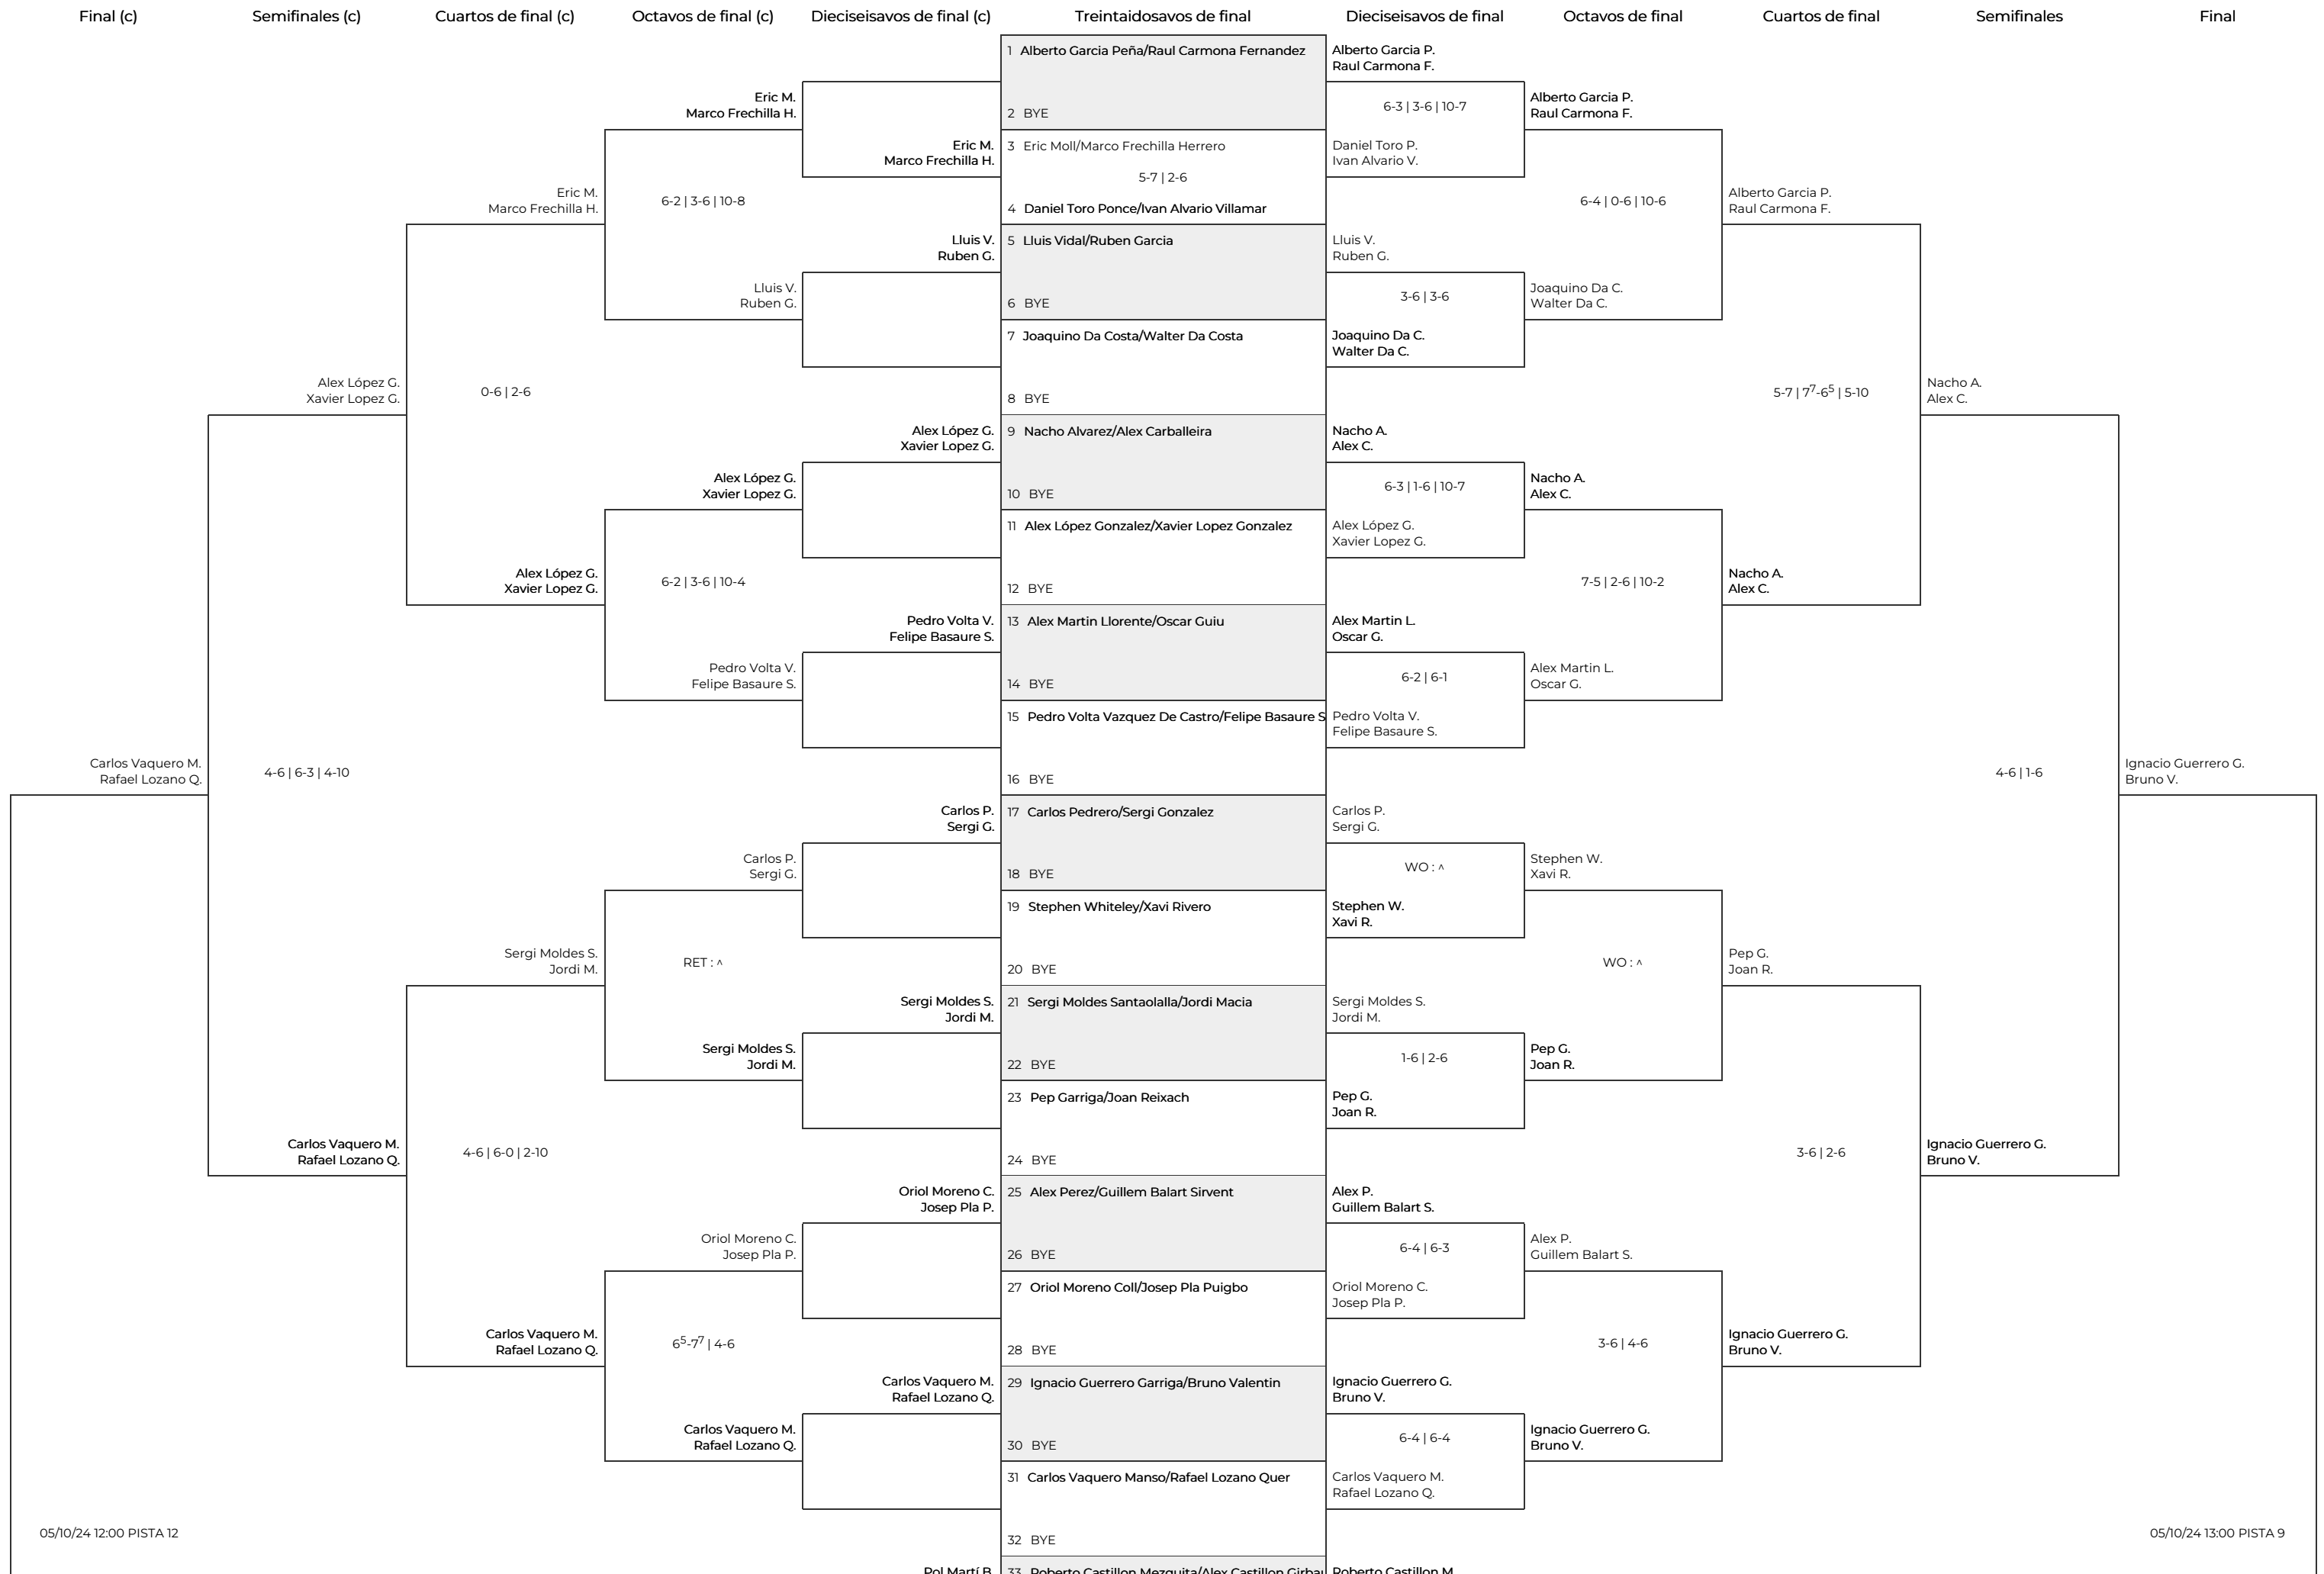 Final (c)
Semifinales (c)
Cuartos de final (c)
Octavos de final (c)
Dieciseisavos de final (c)
Treintaidosavos de final
Dieciseisavos de final
Octavos de final
Cuartos de final
Semifinales
Final
Carlos Vaquero M.
Rafael Lozano Q.
05/10/24 12:00 PISTA 12
Alex López G.
Xavier Lopez G.
4-6 | 6-3 | 4-10
Carlos Vaquero M.
Rafael Lozano Q.
Eric M.
Marco Frechilla H.
0-6 | 2-6
Alex López G.
Xavier Lopez G.
Sergi Moldes S.
Jordi M.
4-6 | 6-0 | 2-10
Carlos Vaquero M.
Rafael Lozano Q.
Eric M.
Marco Frechilla H.
6-2 | 3-6 | 10-8
Lluis V.
Ruben G.
Alex López G.
Xavier Lopez G.
6-2 | 3-6 | 10-4
Pedro Volta V.
Felipe Basaure S.
Carlos P.
Sergi G.
RET : ^
Sergi Moldes S.
Jordi M.
Oriol Moreno C.
Josep Pla P.
6⁵-7⁷ | 4-6
Carlos Vaquero M.
Rafael Lozano Q.
Eric M.
Marco Frechilla H.
Lluis V.
Ruben G.
Alex López G.
Xavier Lopez G.
Pedro Volta V.
Felipe Basaure S.
Carlos P.
Sergi G.
Sergi Moldes S.
Jordi M.
Oriol Moreno C.
Josep Pla P.
Carlos Vaquero M.
Rafael Lozano Q.
Pol Martí B.
1 Alberto Garcia Peña/Raul Carmona Fernandez
2 BYE
3 Eric Moll/Marco Frechilla Herrero
5-7 | 2-6
4 Daniel Toro Ponce/Ivan Alvario Villamar
5 Lluis Vidal/Ruben Garcia
6 BYE
7 Joaquino Da Costa/Walter Da Costa
8 BYE
9 Nacho Alvarez/Alex Carballeira
10 BYE
11 Alex López Gonzalez/Xavier Lopez Gonzalez
12 BYE
13 Alex Martin Llorente/Oscar Guiu
14 BYE
15 Pedro Volta Vazquez De Castro/Felipe Basaure S
16 BYE
17 Carlos Pedrero/Sergi Gonzalez
18 BYE
19 Stephen Whiteley/Xavi Rivero
20 BYE
21 Sergi Moldes Santaolalla/Jordi Macia
22 BYE
23 Pep Garriga/Joan Reixach
24 BYE
25 Alex Perez/Guillem Balart Sirvent
26 BYE
27 Oriol Moreno Coll/Josep Pla Puigbo
28 BYE
29 Ignacio Guerrero Garriga/Bruno Valentin
30 BYE
31 Carlos Vaquero Manso/Rafael Lozano Quer
32 BYE
33 Roberto Castillon Mezquita/Alex Castillon Girbau
Alberto Garcia P.
Raul Carmona F.
6-3 | 3-6 | 10-7
Daniel Toro P.
Ivan Alvario V.
Lluis V.
Ruben G.
3-6 | 3-6
Joaquino Da C.
Walter Da C.
Nacho A.
Alex C.
6-3 | 1-6 | 10-7
Alex López G.
Xavier Lopez G.
Alex Martin L.
Oscar G.
6-2 | 6-1
Pedro Volta V.
Felipe Basaure S.
Carlos P.
Sergi G.
WO : ^
Stephen W.
Xavi R.
Sergi Moldes S.
Jordi M.
1-6 | 2-6
Pep G.
Joan R.
Alex P.
Guillem Balart S.
6-4 | 6-3
Oriol Moreno C.
Josep Pla P.
Ignacio Guerrero G.
Bruno V.
6-4 | 6-4
Carlos Vaquero M.
Rafael Lozano Q.
Roberto Castillon M.
Alberto Garcia P.
Raul Carmona F.
6-4 | 0-6 | 10-6
Joaquino Da C.
Walter Da C.
Nacho A.
Alex C.
7-5 | 2-6 | 10-2
Alex Martin L.
Oscar G.
Stephen W.
Xavi R.
WO : ^
Pep G.
Joan R.
Alex P.
Guillem Balart S.
3-6 | 4-6
Ignacio Guerrero G.
Bruno V.
Alberto Garcia P.
Raul Carmona F.
5-7 | 7⁷-6⁵ | 5-10
Nacho A.
Alex C.
Pep G.
Joan R.
3-6 | 2-6
Ignacio Guerrero G.
Bruno V.
Nacho A.
Alex C.
4-6 | 1-6
Ignacio Guerrero G.
Bruno V.
Ignacio Guerrero G.
Bruno V.
05/10/24 13:00 PISTA 9